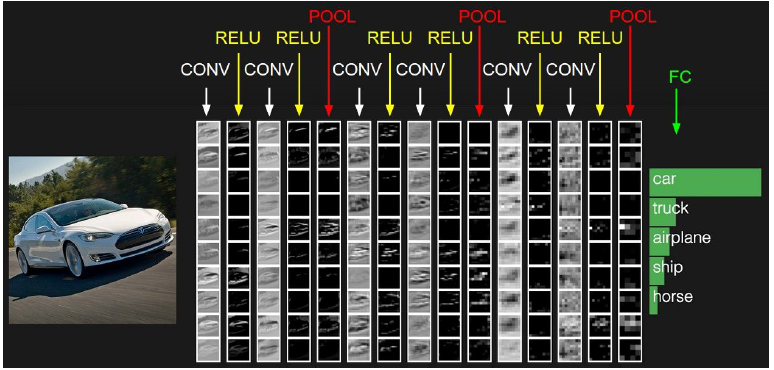 POOL POOL POOL
RELU RELU RELU RELU RELU RELU
CONV CONV CONV CONV CONV CONV
FC
car
truck
airplane
ship
horse